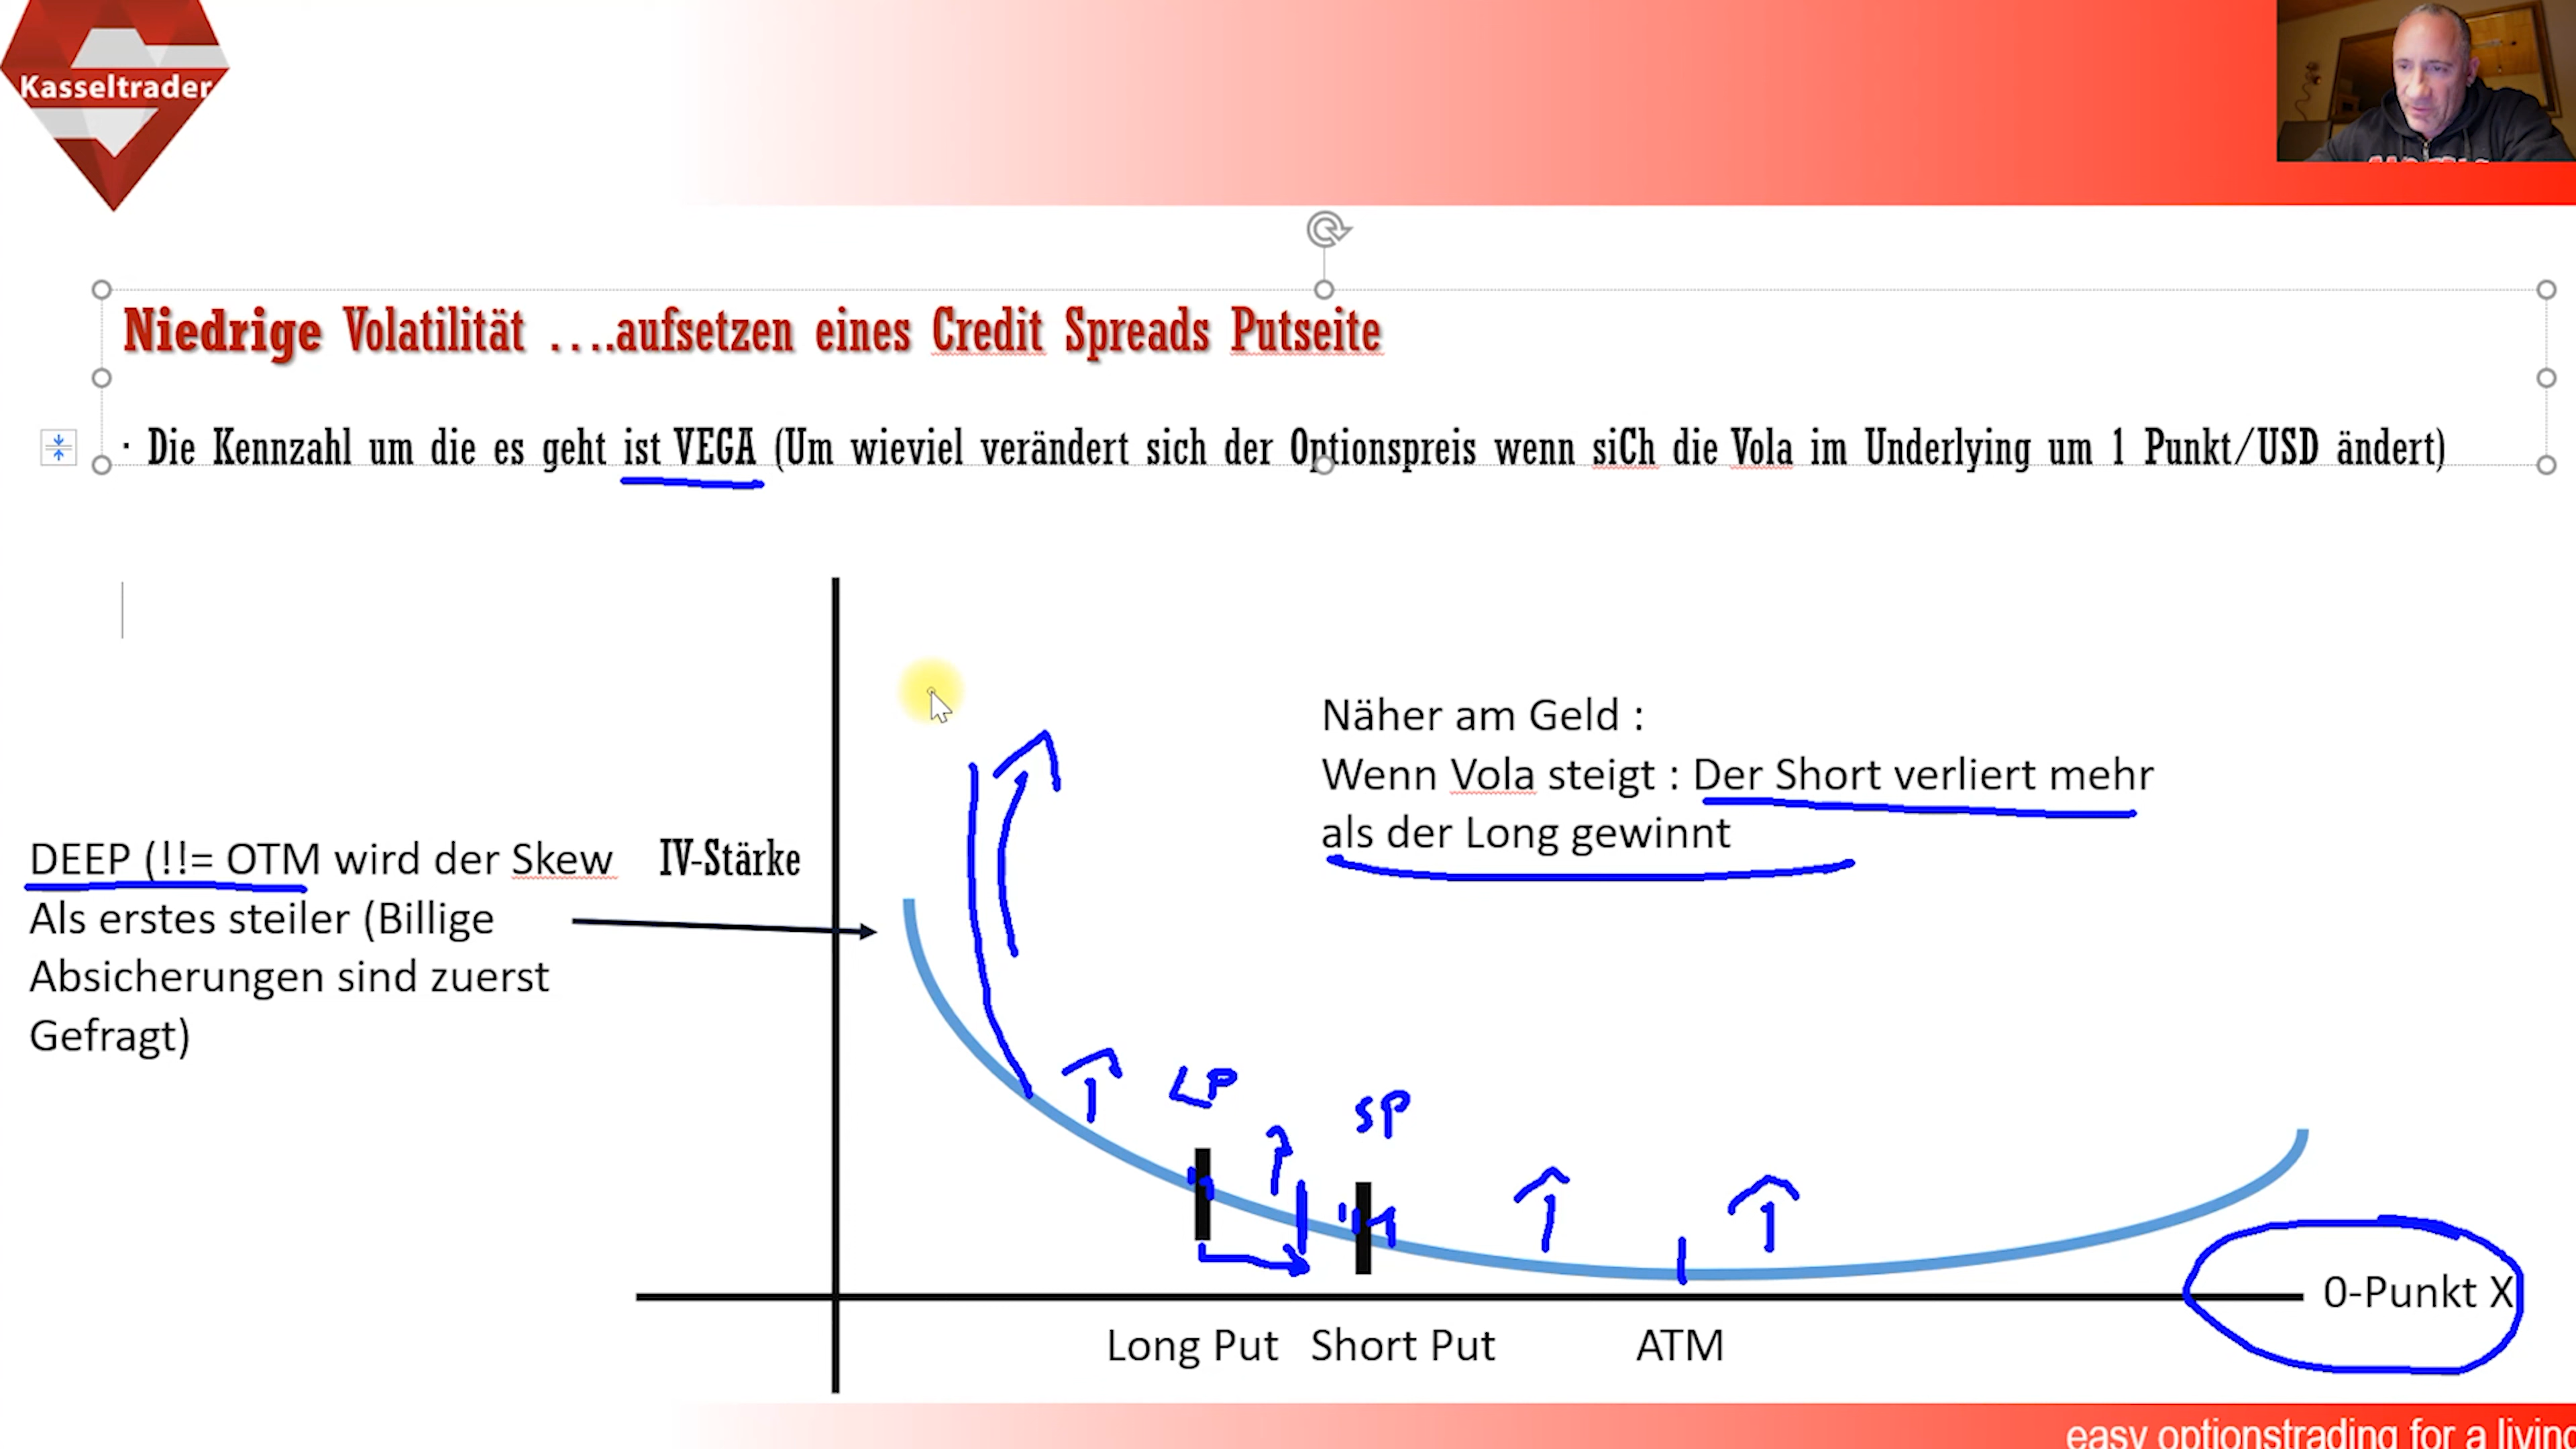 Kasseltrader
Niedrige Volatilität ....aufsetzen eines Credit Spreads Putseite
· Die Kennzahl um die es geht ist VEGA (Um wieviel verändert sich der Optionspreis wenn siCh die Vola im Underlying um 1 Punkt/USD ändert)
Näher am Geld :
Wenn Vola steigt : Der Short verliert mehr
als der Long gewinnt
DEEP (!!= OTM wird der Skew
Als erstes steiler (Billige
Absicherungen sind zuerst
Gefragt)
IV-Stärke
LP
SP
0-Punkt X
Long Put
Short Put
ATM
easy optionstrading for a living